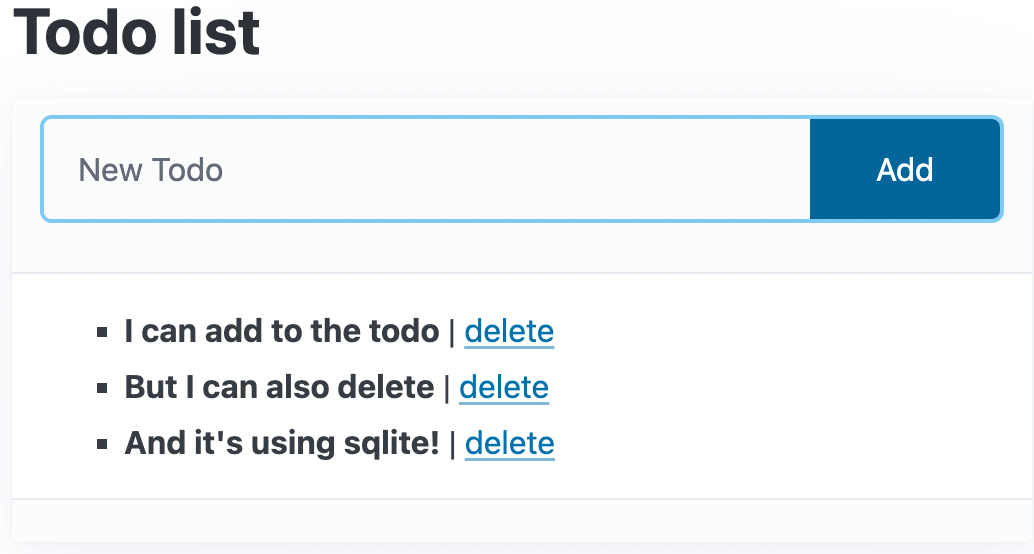 Todo list
New Todo
Add
I can add to the todo | delete
But I can also delete | delete
And it's using sqlite! | delete